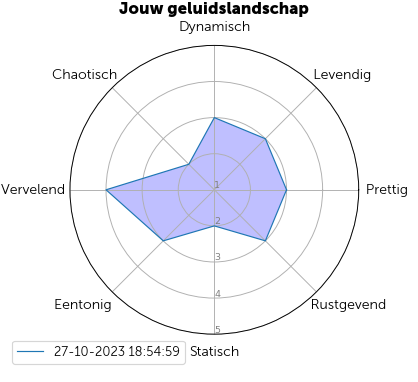 Jouw geluidslandschap
Dynamisch
Chaotisch
Levendig
Vervelend
1
Prettig
2
3
4
Eentonig
Rustgevend
5
27-10-2023 18:54:59
Statisch